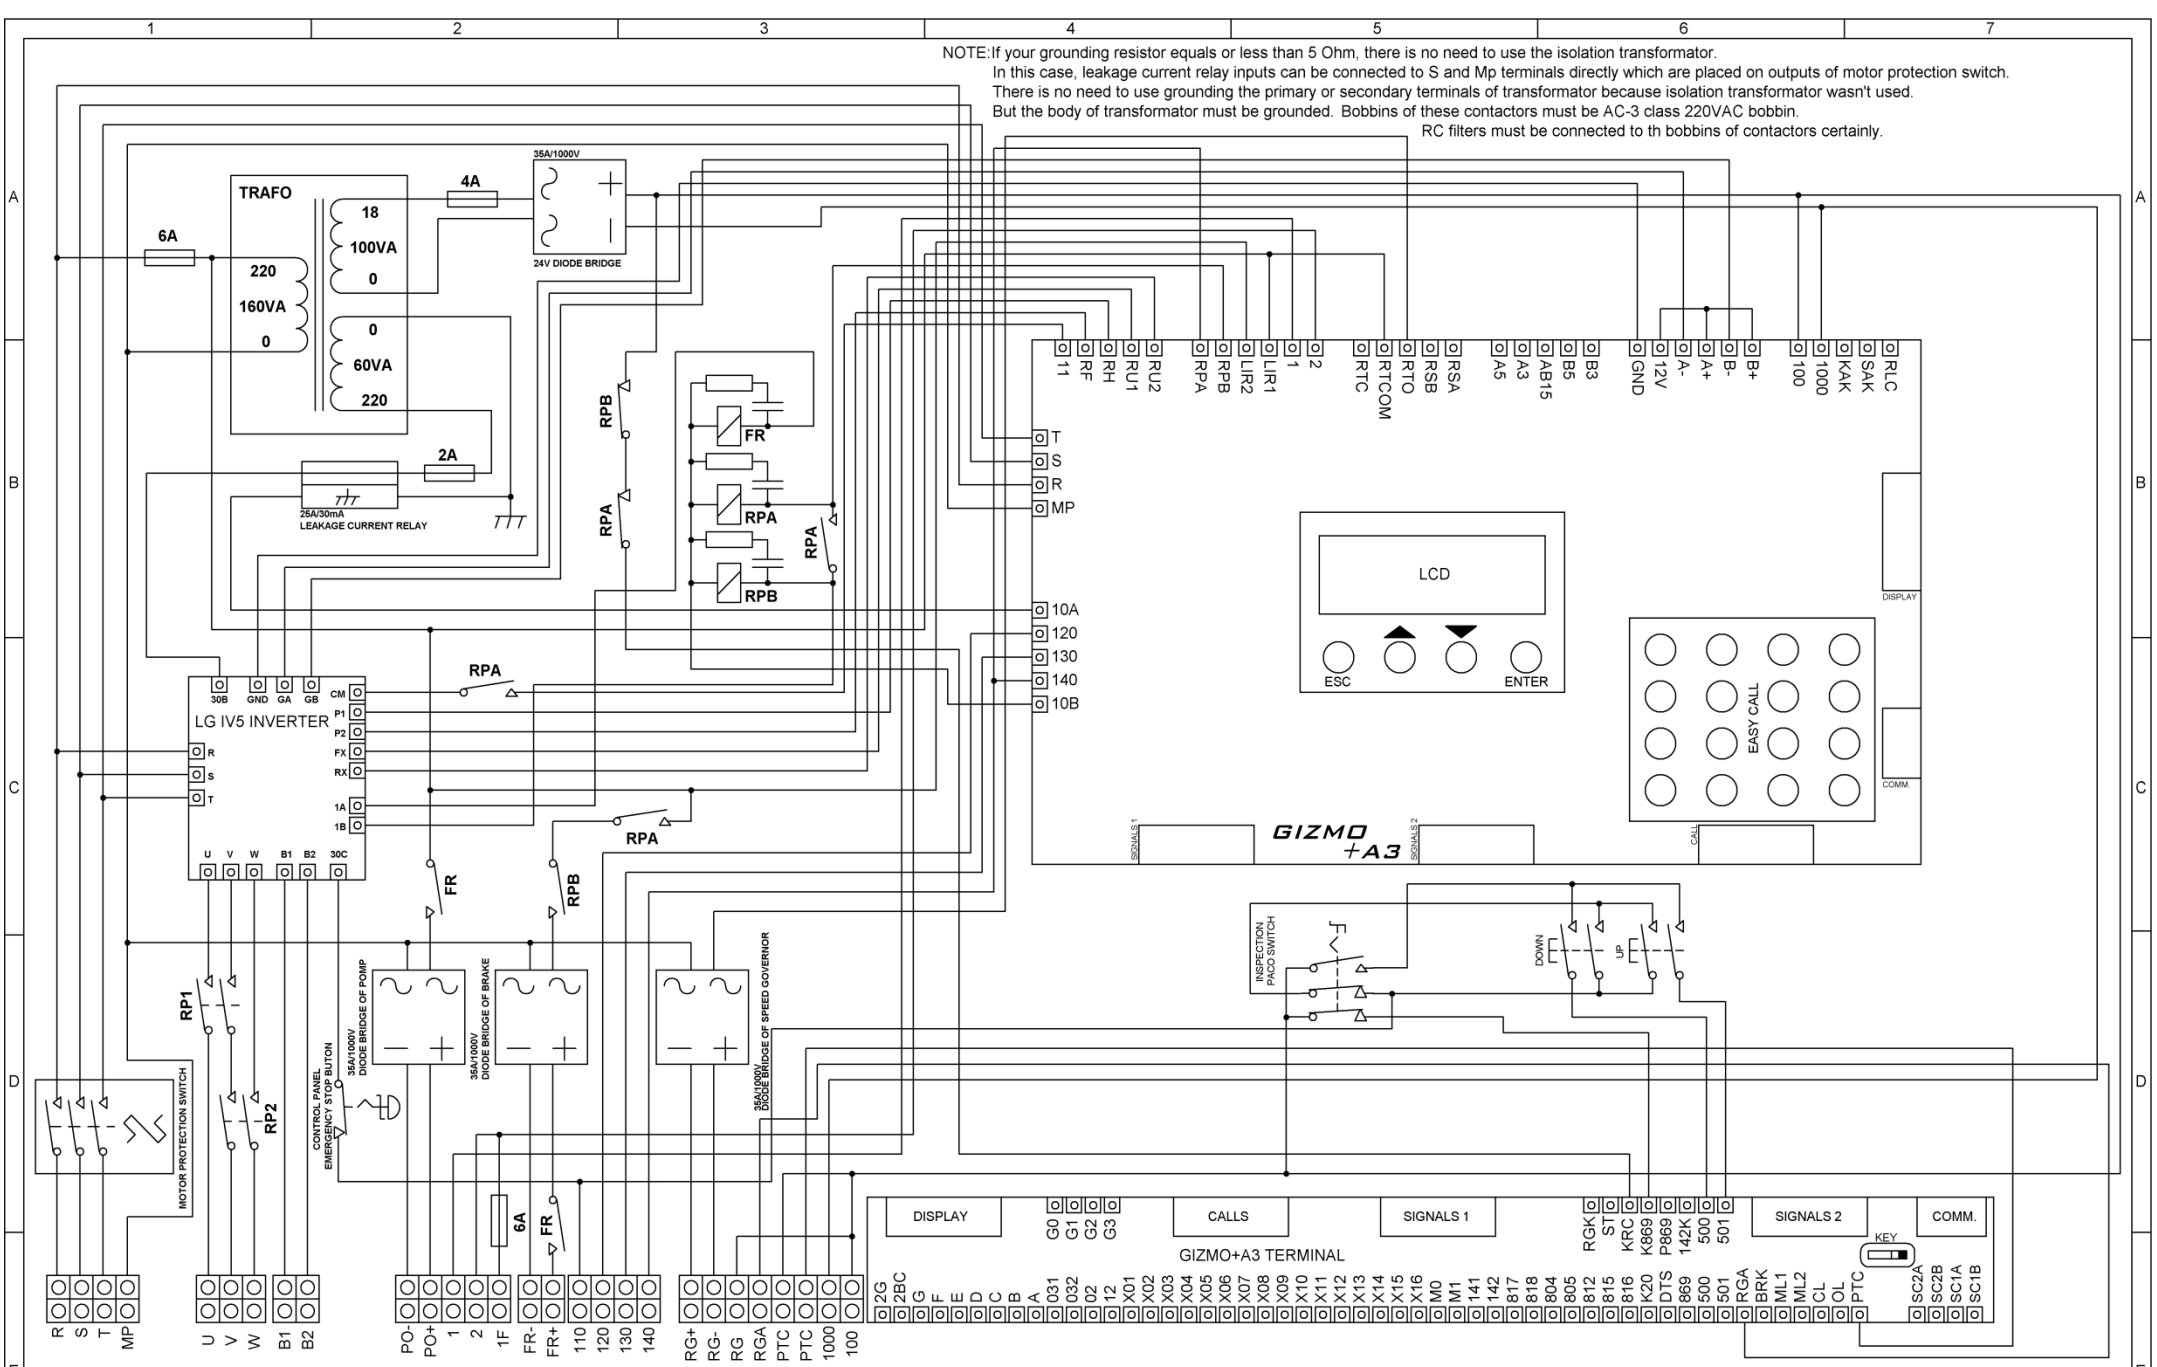 1 2 3 4 5 6 7
NOTE:If your grounding resistor equals or less than 5 Ohm, there is no need to use the isolation transformator.
In this case, leakage current relay inputs can be connected to S and Mp terminals directly which are placed on outputs of motor protection switch.
There is no need to use grounding the primary or secondary terminals of transformator because isolation transformator wasn't used.
But the body of transformator must be grounded. Bobbins of these contactors must be AC-3 class 220VAC bobbin.
RC filters must be connected to th bobbins of contactors certainly.
A
A
B
B
C
C
D
D
TRAFO
6A
220
160VA
0
18
100VA
0
0
60VA
220
4A
35A/1000V
24V DIODE BRIDGE
2A
25A/30mA
LEAKAGE CURRENT RELAY
RPB
RPA
FR
RPA
RPB
RPA
11 RF RH RU1 RU2 RPA RPB LIR2 LIR1 1 2 RTC RTCOM RTO RSB RSA A5 A3 AB15 B5 B3 GND 12V A- A+ B- B+ 100 1000 KAK SAK RLC
T
S
R
MP
10A
120
130
140
10B
LCD
ESC
ENTER
DISPLAY
EASY CALL
COMM.
SIGNALS 1
GIZMO
+A3
SIGNALS 2
CALL
30B GND GA GB
LG IV5 INVERTER
CM
P1
P2
FX
RX
1A
1B
R
S
T
U V W B1 B2 30C
RPA
RPA
FR
RPB
RP1
RP2
MOTOR PROTECTION SWITCH
CONTROL PANEL
EMERGENCY STOP BUTON
35A/1000V
DIODE BRIDGE OF POMP
35A/1000V
DIODE BRIDGE OF BRAKE
35A/1000V
DIODE BRIDGE OF SPEED GOVERNOR
INSPECTION
PACO SWITCH
DOWN
UP
6A
FR
R S T MP
U V W
B1 B2
PO- PO+ 1 2 1F FR- FR+ 110 120 130 140
RG+ RG- RG RGA PTC PTC 1000 100
DISPLAY
G0 G1 G2 G3
CALLS
SIGNALS 1
RGK ST KRC K869 P869 142K 500 501
SIGNALS 2
COMM.
KEY
GIZMO+A3 TERMINAL
2G 2BC G F E D C B A 031 032 02 12 X01 X02 X03 X04 X05 X06 X07 X08 X09 X10 X11 X12 X13 X14 X15 X16 M0 M1 141 142 817 818 804 805 812 815 816 K20 DTS 869 500 501 RGA BRK ML1 ML2 CL OL PTC SC2A SC2B SC1A SC1B